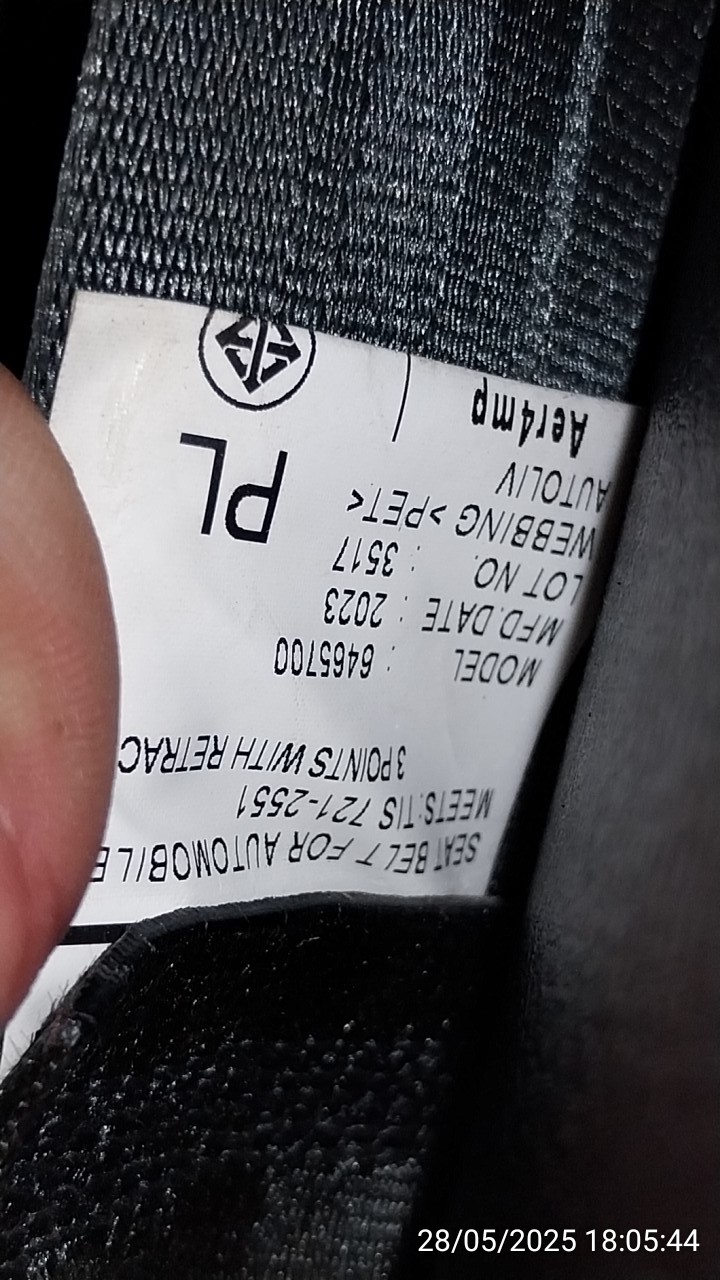 SEAT BELT FOR AUTOMOBILE
MEETS:TIS 721-2551
3 POINTS WITH RETRAC
MODEL : 6465700
MFD.DATE : 2023
LOT NO. : 3517
WEBBING >PET<
AUTOLIV
PL
Aer4mp
28/05/2025 18:05:44